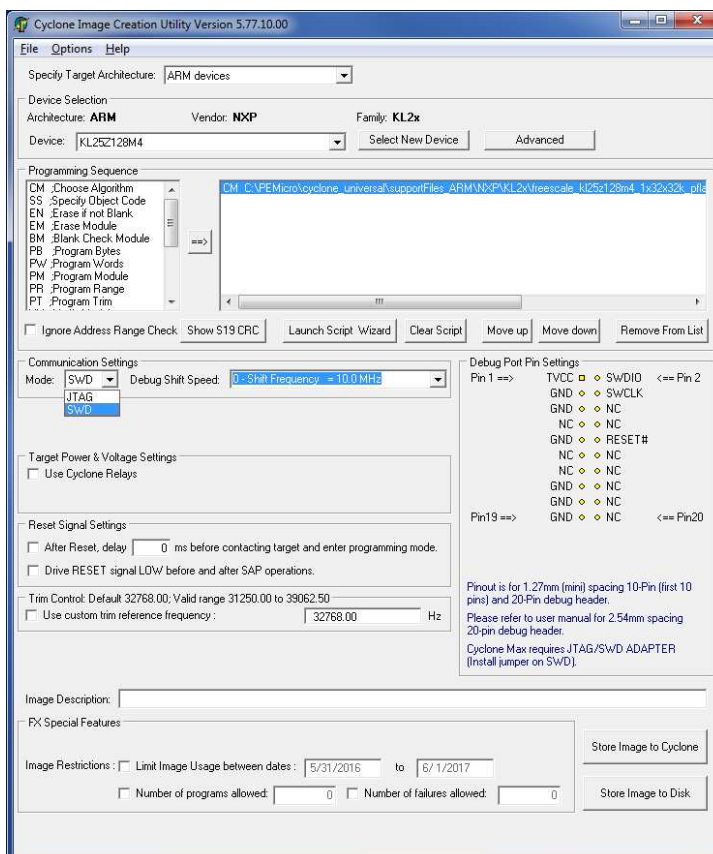 Cyclone Image Creation Utility Version 5.77.10.00
File Options Help
Specify Target Architecture: ARM devices
Device Selection
Architecture: ARM Vendor: NXP Family: KL2x
Device: KL25Z128M4 Select New Device Advanced
Programming Sequence
CM ;Choose Algorithm
SS ;Specify Object Code
EN ;Erase if not Blank
EM ;Erase Module
BM ;Blank Check Module
PB ;Program Bytes
PW ;Program Words
PM ;Program Module
PR ;Program Range
PT ;Program Trim
==>
CM C:\PEMicro\cyclone_universal\supportFiles_ARM\NXP\KL2x\freescale_kl25z128m4_1x32x32k_pfla
Ignore Address Range Check Show S19 CRC Launch Script Wizard Clear Script Move up Move down Remove From List
Communication Settings
Mode: SWD Debug Shift Speed: 0 - Shift Frequency = 10.0 MHz
JTAG
SWD
Target Power & Voltage Settings
Use Cyclone Relays
Reset Signal Settings
After Reset, delay 0 ms before contacting target and enter programming mode.
Drive RESET signal LOW before and after SAP operations.
Trim Control: Default 32768.00; Valid range 31250.00 to 39062.50
Use custom trim reference frequency : 32768.00 Hz
Debug Port Pin Settings
Pin 1 ==> TVCC SWDIO <== Pin 2
GND SWCLK
GND NC
NC NC
GND RESET#
NC NC
NC NC
GND NC
GND NC
Pin19 ==> GND NC <== Pin20
Pinout is for 1.27mm (mini) spacing 10-Pin (first 10
pins) and 20-Pin debug header.
Please refer to user manual for 2.54mm spacing
20-pin debug header.
Cyclone Max requires JTAG/SWD ADAPTER
(Install jumper on SWD).
Image Description:
FX Special Features
Image Restrictions : Limit Image Usage between dates : 5/31/2016 to 6/ 1/2017
Number of programs allowed: 0 Number of failures allowed: 0
Store Image to Cyclone
Store Image to Disk